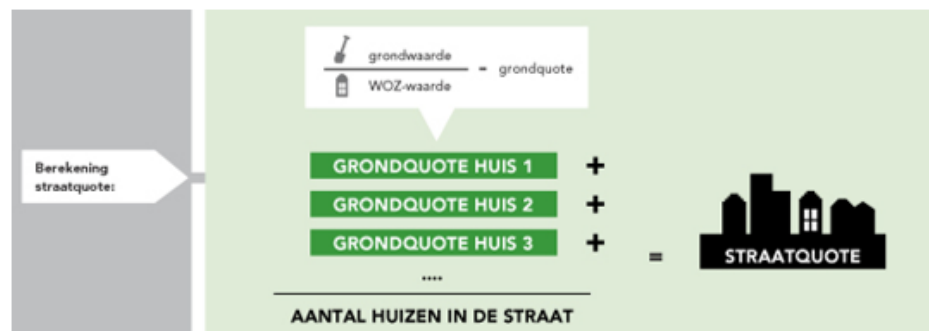 grondwaarde
WOZ-waarde
- grondquote
Berekening
straatquote:
GRONDQUOTE HUIS 1 +
GRONDQUOTE HUIS 2 +
GRONDQUOTE HUIS 3 +
....
AANTAL HUIZEN IN DE STRAAT
=
STRAATQUOTE